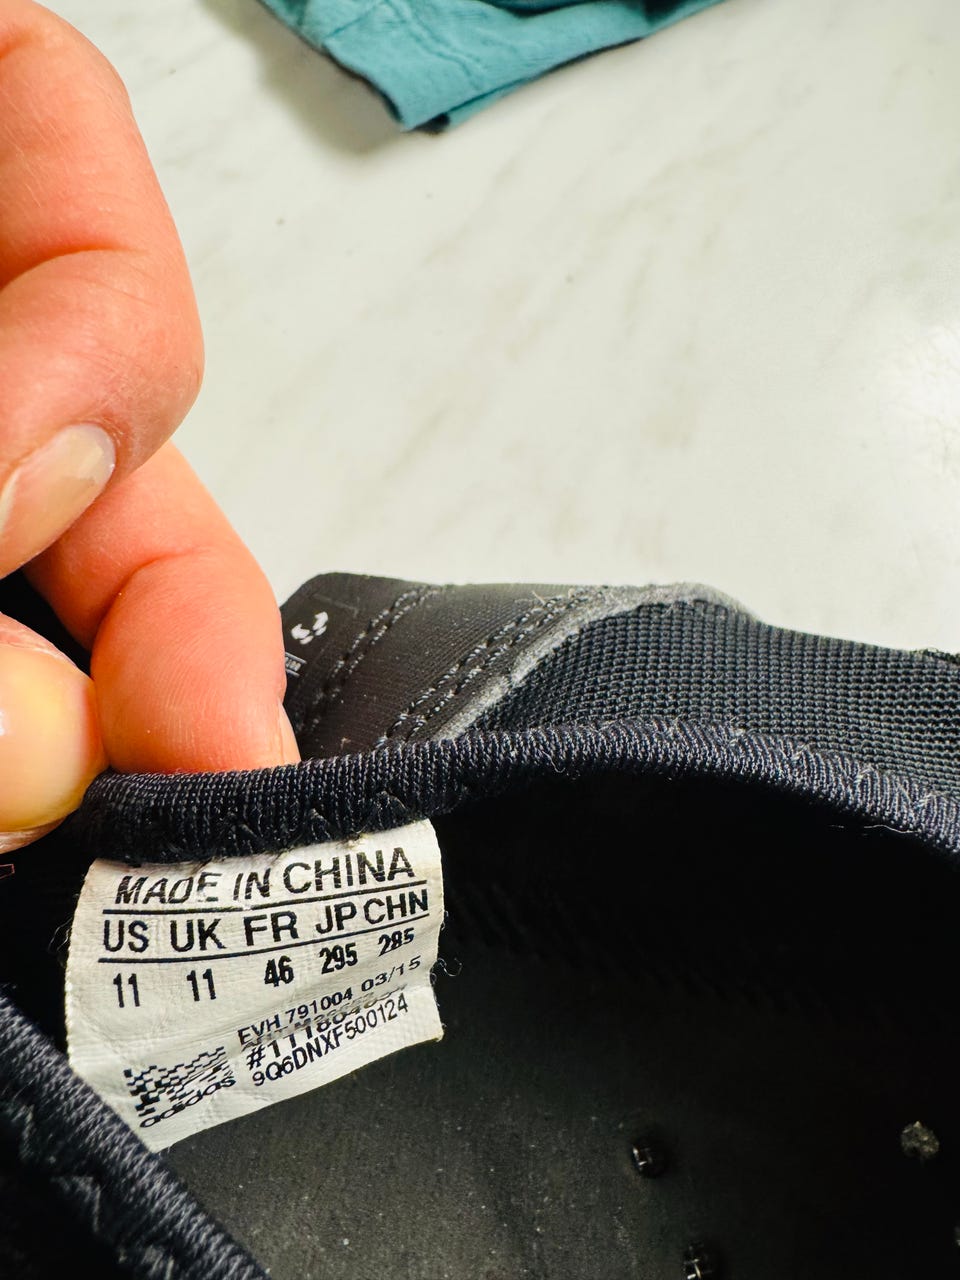 MADE IN CHINA
US UK FR JP CHN
11 11 46 295 285
EVH 791004 03/15
9Q6DNXF500124
adidas